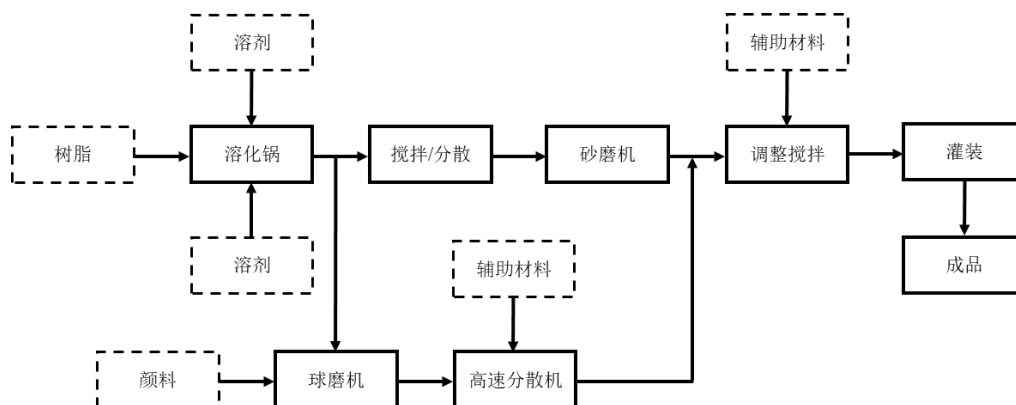 溶剂
辅助材料
树脂
溶化锅
搅拌/分散
砂磨机
调整搅拌
灌装
溶剂
辅助材料
成品
颜料
球磨机
高速分散机